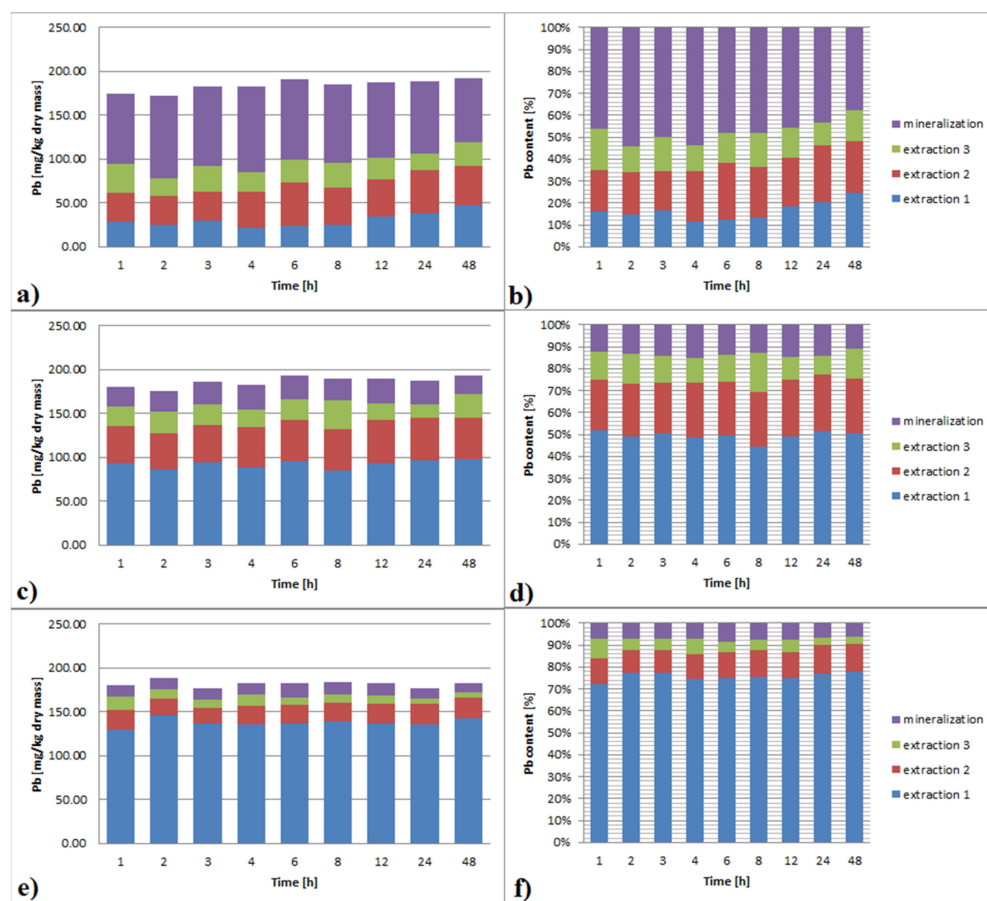 250.00
200.00
150.00
100.00
50.00
0.00
Pb [mg/kg dry mass]
1 2 3 4 6 8 12 24 48
Time [h]
a)
100%
90%
80%
70%
60%
50%
40%
30%
20%
10%
0%
Pb content [%]
1 2 3 4 6 8 12 24 48
Time [h]
b)
mineralization
extraction 3
extraction 2
extraction 1
250.00
200.00
150.00
100.00
50.00
0.00
Pb [mg/kg dry mass]
1 2 3 4 6 8 12 24 48
Time [h]
c)
100%
90%
80%
70%
60%
50%
40%
30%
20%
10%
0%
Pb content [%]
1 2 3 4 6 8 12 24 48
Time [h]
d)
mineralization
extraction 3
extraction 2
extraction 1
250.00
200.00
150.00
100.00
50.00
0.00
Pb [mg/kg dry mass]
1 2 3 4 6 8 12 24 48
Time [h]
e)
100%
90%
80%
70%
60%
50%
40%
30%
20%
10%
0%
Pb content [%]
1 2 3 4 6 8 12 24 48
Time [h]
f)
mineralization
extraction 3
extraction 2
extraction 1